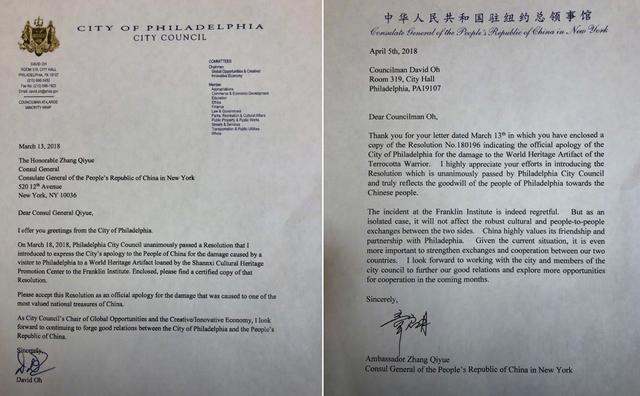 CITY OF PHILADELPHIA
CITY COUNCIL
DAVID OH
ROOM 319, CITY HALL
PHILADELPHIA, PA 19107
COUNCILMAN AT-LARGE
MINORITY WHIP
COMMITTEES
Chairman
Global Opportunities & Creative/
Innovative Economy
Member
Appropriations
Commerce & Economic Development
Education
Ethics
Finance
Law & Government
Parks, Recreation & Cultural Affairs
Public Property & Public Works
Streets & Services
Transportation & Public Utilities
Whole
March 13, 2018
The Honorable Zhang Qiyue
Consul General
Consulate General of the People's Republic of China in New York
520 12th Avenue
New York, NY 10036
Dear Consul General Qiyue,
I offer you greetings from the City of Philadelphia.
On March 18, 2018, Philadelphia City Council unanimously passed a Resolution that I
introduced to express the City's apology to the People of China for the damage caused by a
visitor to Philadelphia to a World Heritage Artifact loaned by the Shannxi Cultural Heritage
Promotion Center to the Franklin Institute. Enclosed, please find a certified copy of that
Resolution.
Please accept this Resolution as an official apology for the damage that was caused to one of the
most valued national treasures of China.
As City Council's Chair of Global Opportunities and the Creative/Innovative Economy, I look
forward to continuing to forge good relations between the City of Philadelphia and the People's
Republic of China.
Sincerely,
David Oh
中华人民共和国驻纽约总领事馆
Consulate General of the People's Republic of China in New York
April 5th, 2018
Councilman David Oh
Room 319, City Hall
Philadelphia, PA19107
Dear Councilman Oh,
Thank you for your letter dated March 13th in which you have enclosed a
copy of the Resolution No.180196 indicating the official apology of the
City of Philadelphia for the damage to the World Heritage Artifact of the
Terrocotta Warrior. I highly appreciate your efforts in introducing the
Resolution which is unanimously passed by Philadelphia City Council
and truly reflects the goodwill of the people of Philadelphia towards the
Chinese people.
The incident at the Franklin Institute is indeed regretful. But as an
isolated case, it will not affect the robust cultural and people-to-people
exchanges between the two sides. China highly values its friendship and
partnership with Philadelphia. Given the current situation, it is even
more important to strengthen exchanges and cooperation between our two
countries. I look forward to working with the city and members of the
city council to further our good relations and explore more opportunities
for cooperation in the coming months.
Sincerely,
Ambassador Zhang Qiyue
Consul General of the People's Republic of China in New York